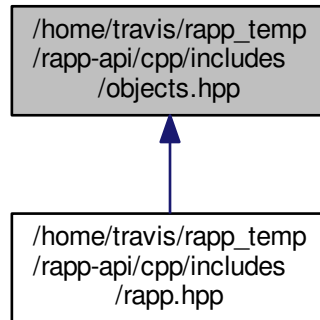 /home/travis/rapp_temp
/rapp-api/cpp/includes
/objects.hpp
/home/travis/rapp_temp
/rapp-api/cpp/includes
/rapp.hpp